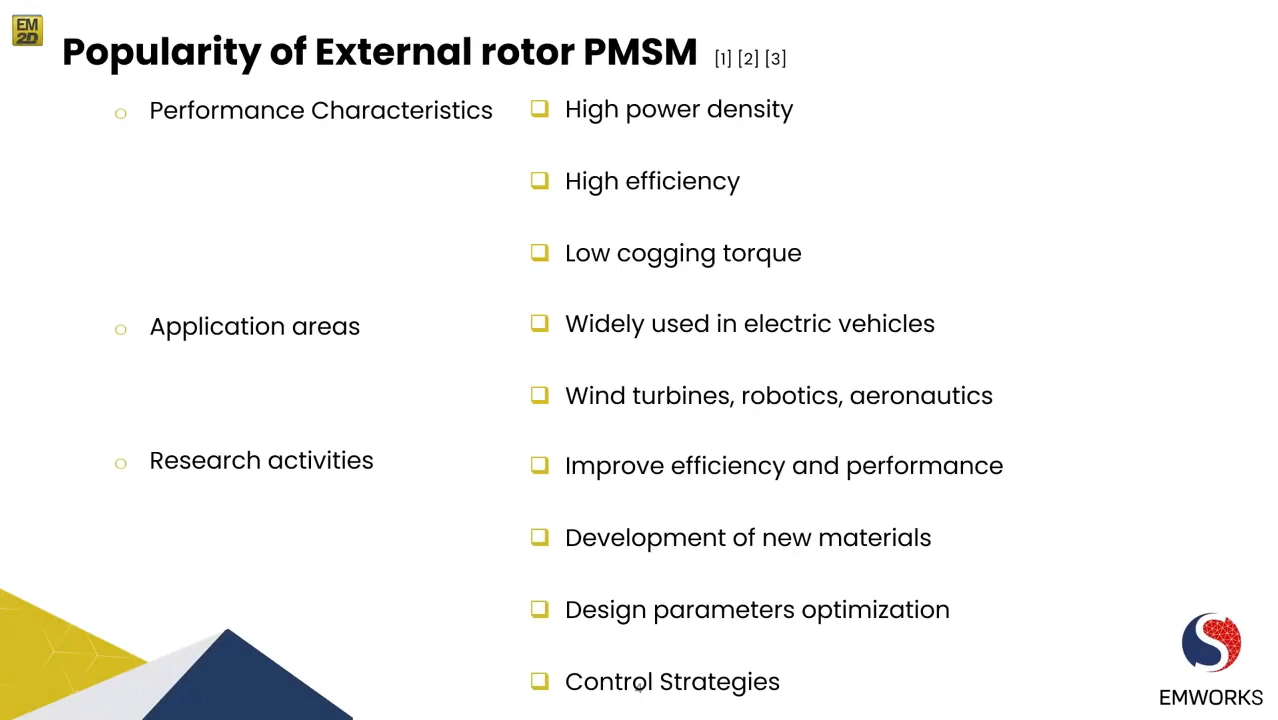 EM
2D
Popularity of External rotor PMSM [1] [2] [3]
Performance Characteristics
High power density
High efficiency
Low cogging torque
Application areas
Widely used in electric vehicles
Wind turbines, robotics, aeronautics
Research activities
Improve efficiency and performance
Development of new materials
Design parameters optimization
Control Strategies
4
EMWORKS